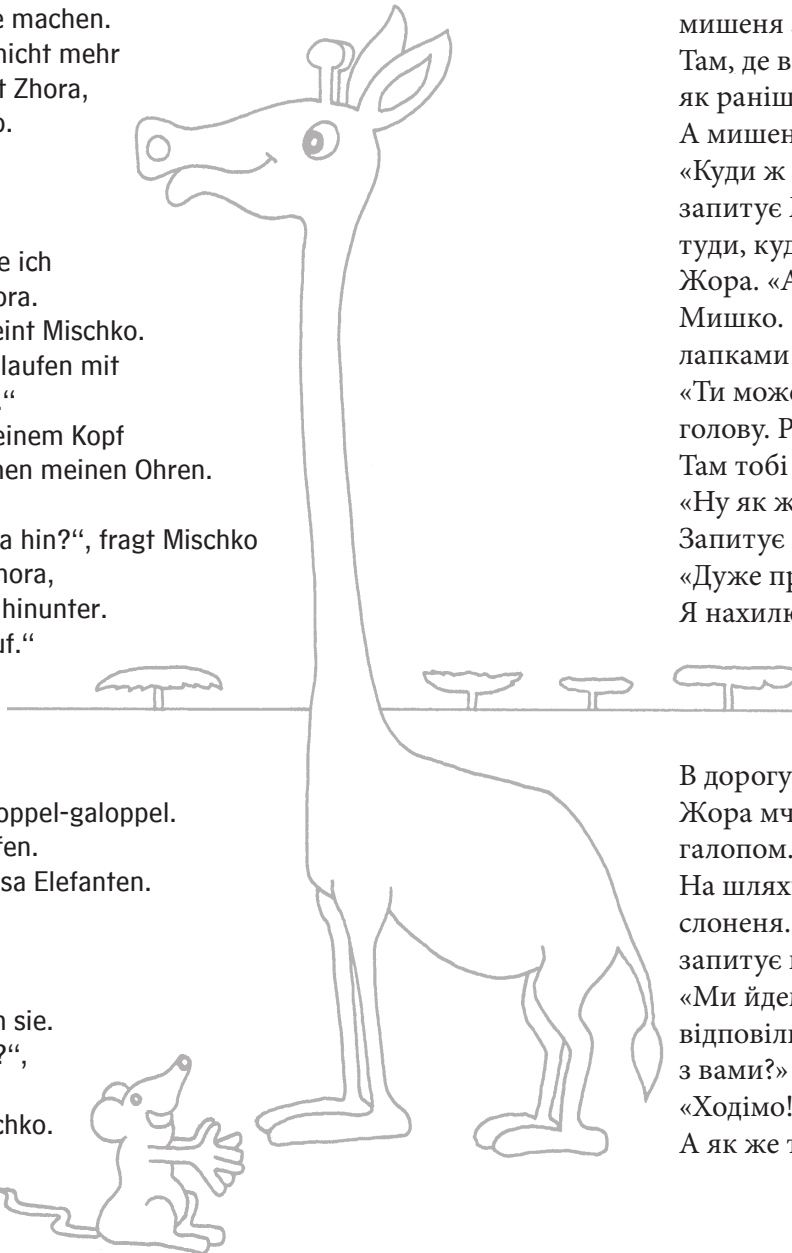 e machen.
nicht mehr
t Zhora,
o.
e ich
ora.
eint Mischko.
laufen mit
.“
einem Kopf
hen meinen Ohren.
a hin?“, fragt Mischko
hora,
hinunter.
uf.“
oppel-galoppel.
fen.
sa Elefanten.
n sie.
?“,
chko.
мишеня
Там, де в
як раніш
А мишен
«Куди ж
запитує
туди, куд
Жора. «А
Мишко.
лапками
«Ти може
голову. Р
Там тобі
«Ну як ж
Запитує
«Дуже пр
Я нахилю
В дорогу
Жора мч
галопом.
На шлях
слоненя.
запитує
«Ми йдем
відповіл
з вами?»
«Ходімо!
А як же т